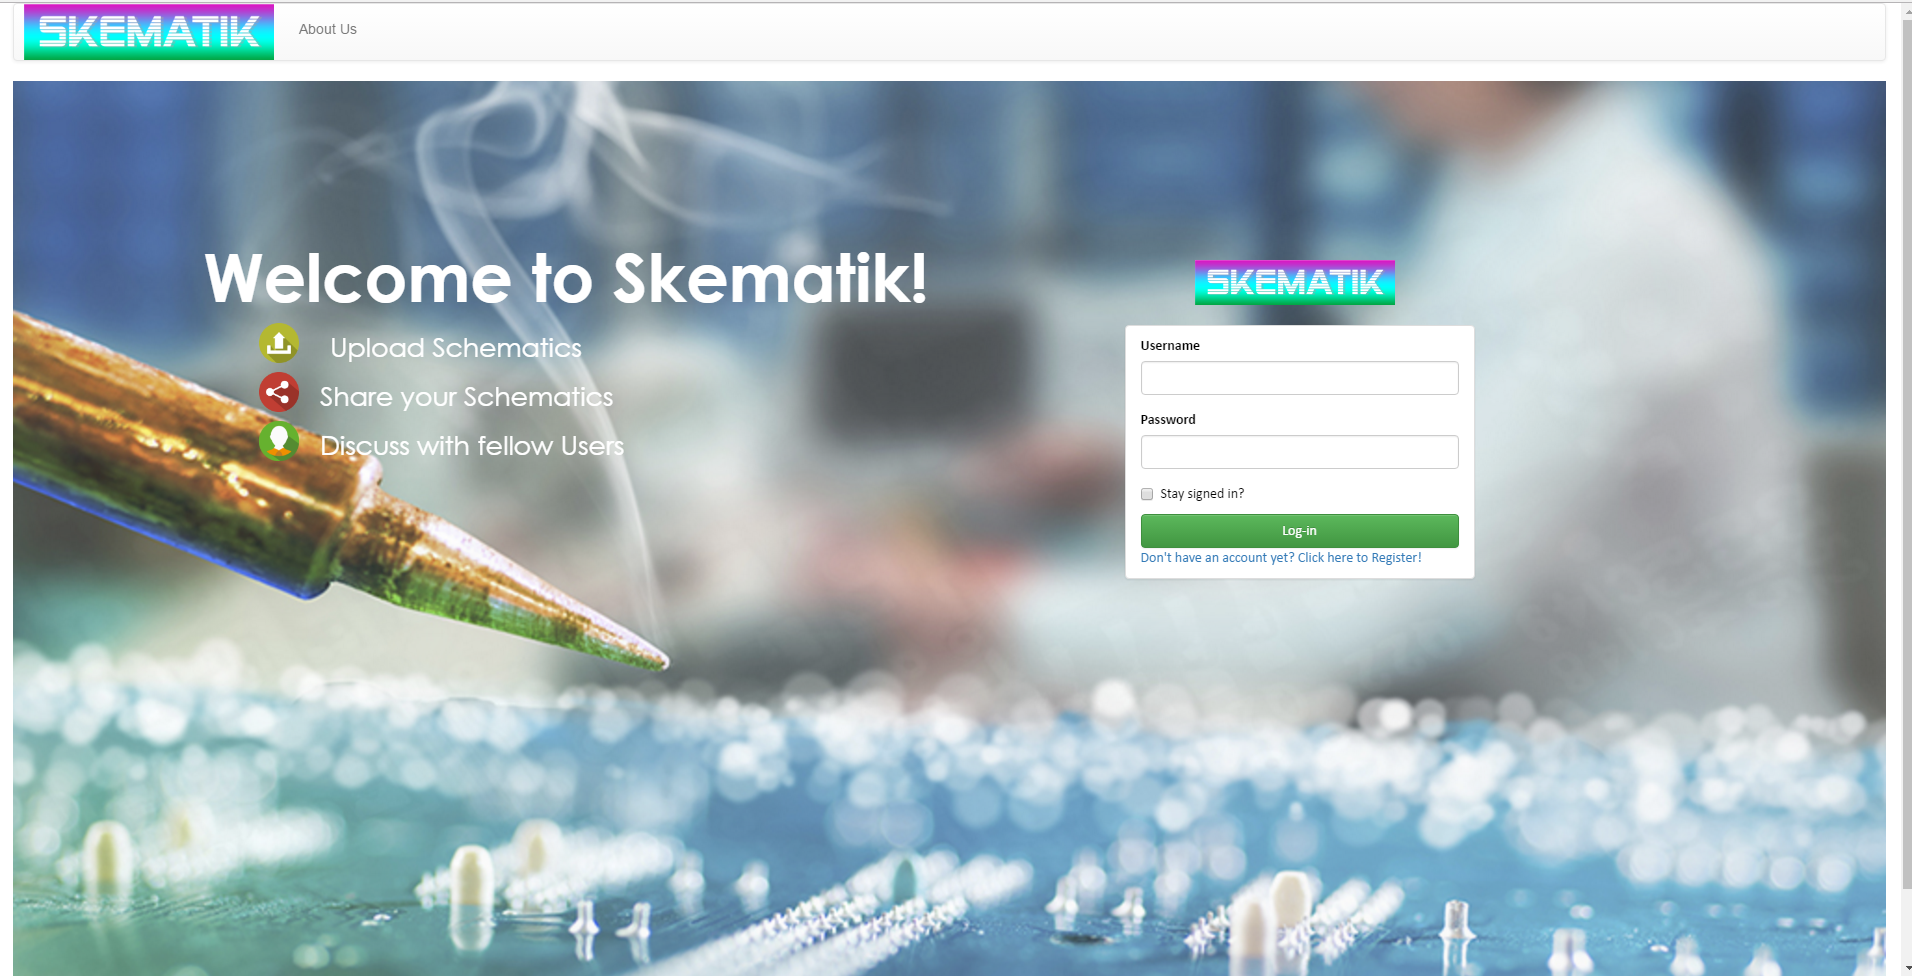 SKEMATIK
About Us
Welcome to Skematik!
Upload Schematics
Share your Schematics
Discuss with fellow Users
SKEMATIK
Username
Password
Stay signed in?
Log-in
Don't have an account yet? Click here to Register!